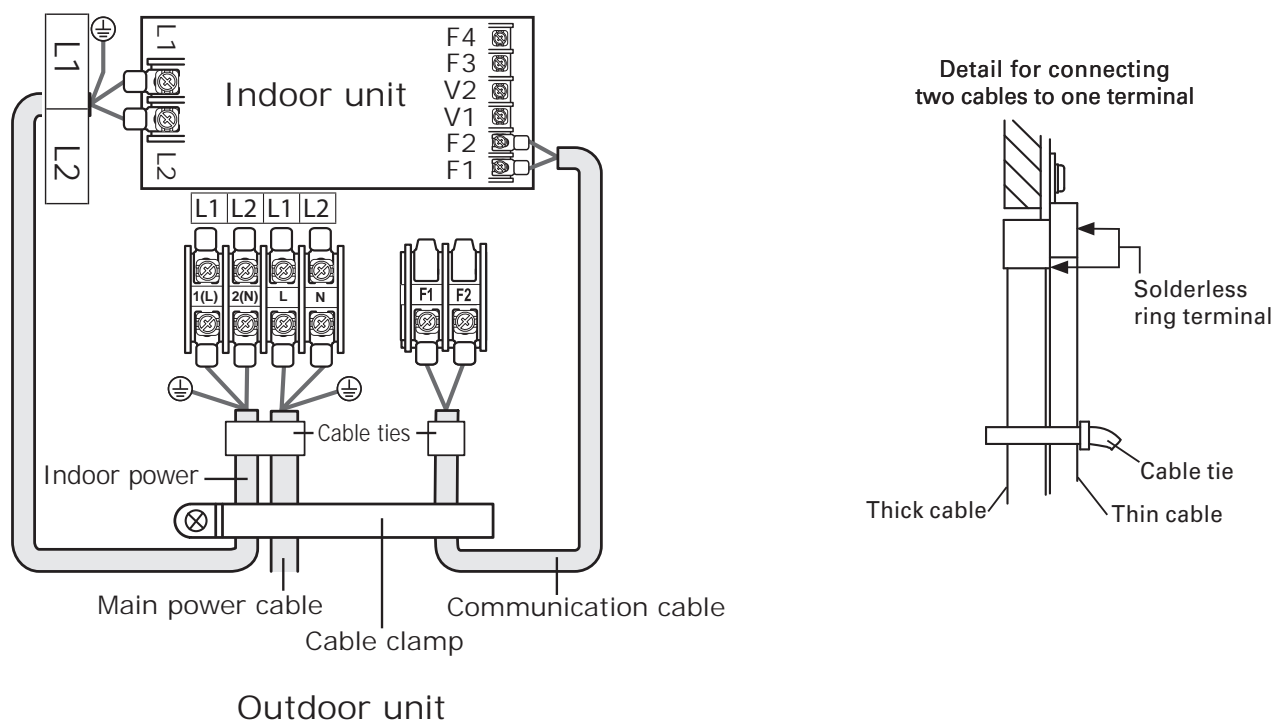 L1
L2
L1
L2
Indoor unit
F4
F3
V2
V1
F2
F1
L1 L2 L1 L2
1(L) 2(N) L N
F1 F2
Cable ties
Indoor power
Main power cable
Communication cable
Cable clamp
Outdoor unit
Detail for connecting
two cables to one terminal
Solderless
ring terminal
Cable tie
Thick cable
Thin cable